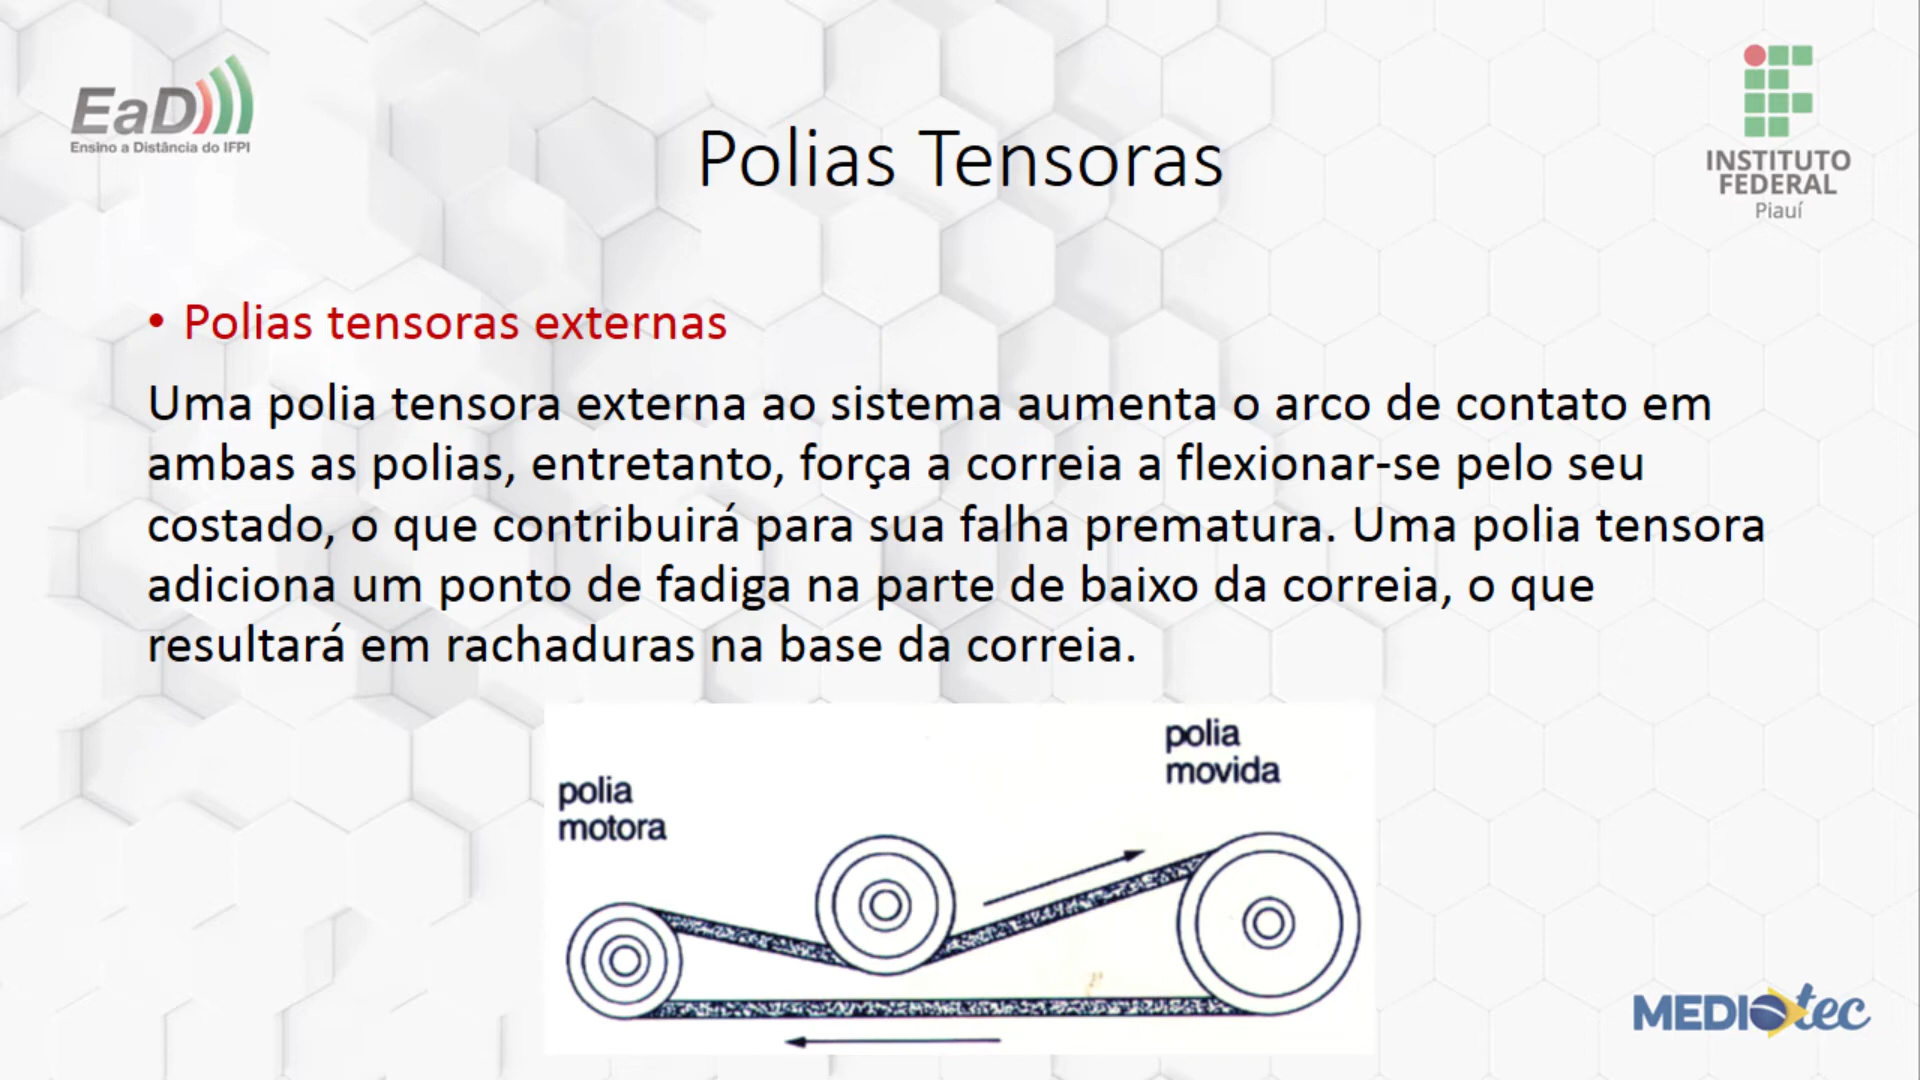 EaD
Ensino a Distância do IFPI
INSTITUTO
FEDERAL
Piauí
Polias Tensoras
• Polias tensoras externas
Uma polia tensora externa ao sistema aumenta o arco de contato em
ambas as polias, entretanto, força a correia a flexionar-se pelo seu
costado, o que contribuirá para sua falha prematura. Uma polia tensora
adiciona um ponto de fadiga na parte de baixo da correia, o que
resultará em rachaduras na base da correia.
polia
movida
polia
motora
MEDIOtec